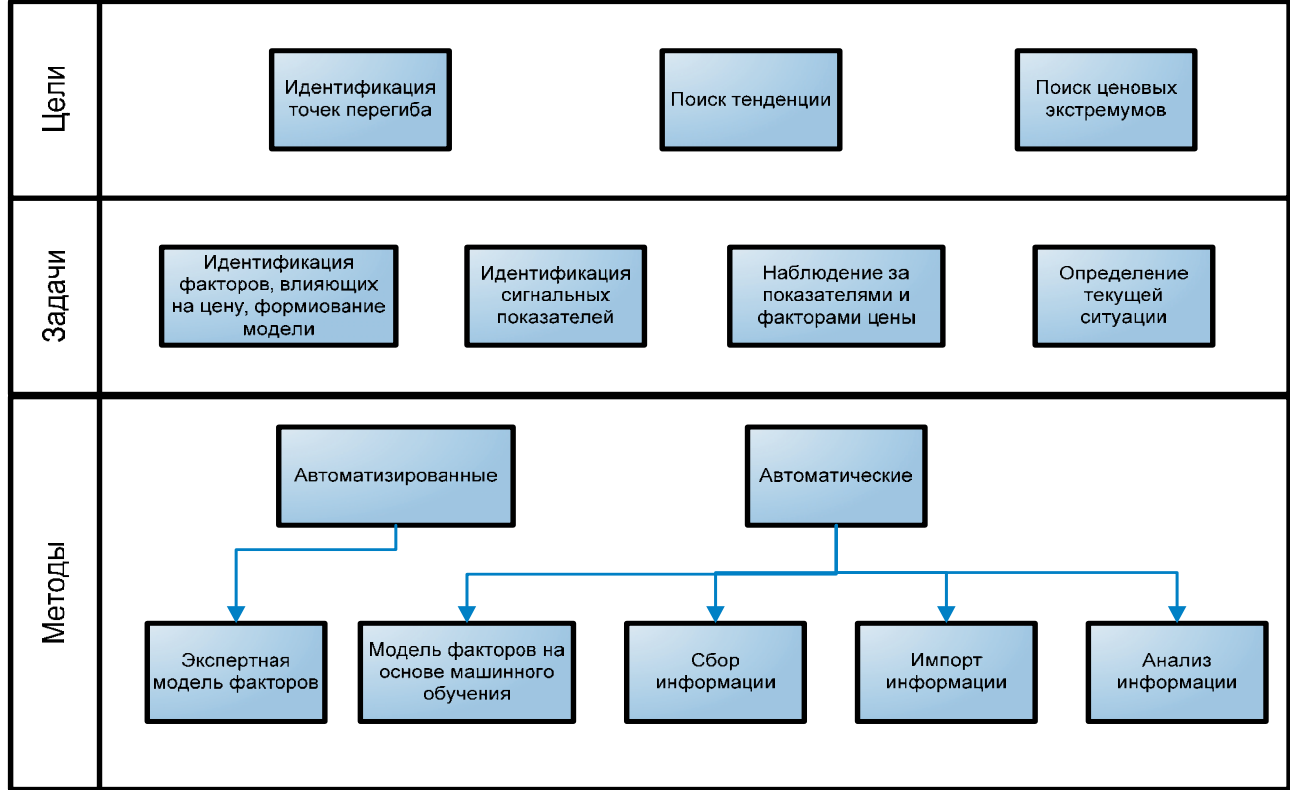 Цели
Идентификация
точек перегиба
Поиск тенденции
Поиск ценовых
экстремумов
Задачи
Идентификация
факторов, влияющих
на цену, формиование
модели
Идентификация
сигнальных
показателей
Наблюдение за
показателями и
факторами цены
Определение
текущей
ситуации
Методы
Автоматизированные
Автоматические
Экспертная
модель факторов
Модель факторов на
основе машинного
обучения
Сбор
информации
Импорт
информации
Анализ
информации